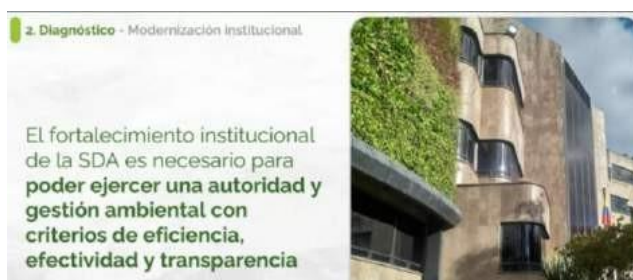 2. Diagnóstico - Modernización institucional
El fortalecimiento institucional
de la SDA es necesario para
poder ejercer una autoridad y
gestión ambiental con
criterios de eficiencia,
efectividad y transparencia